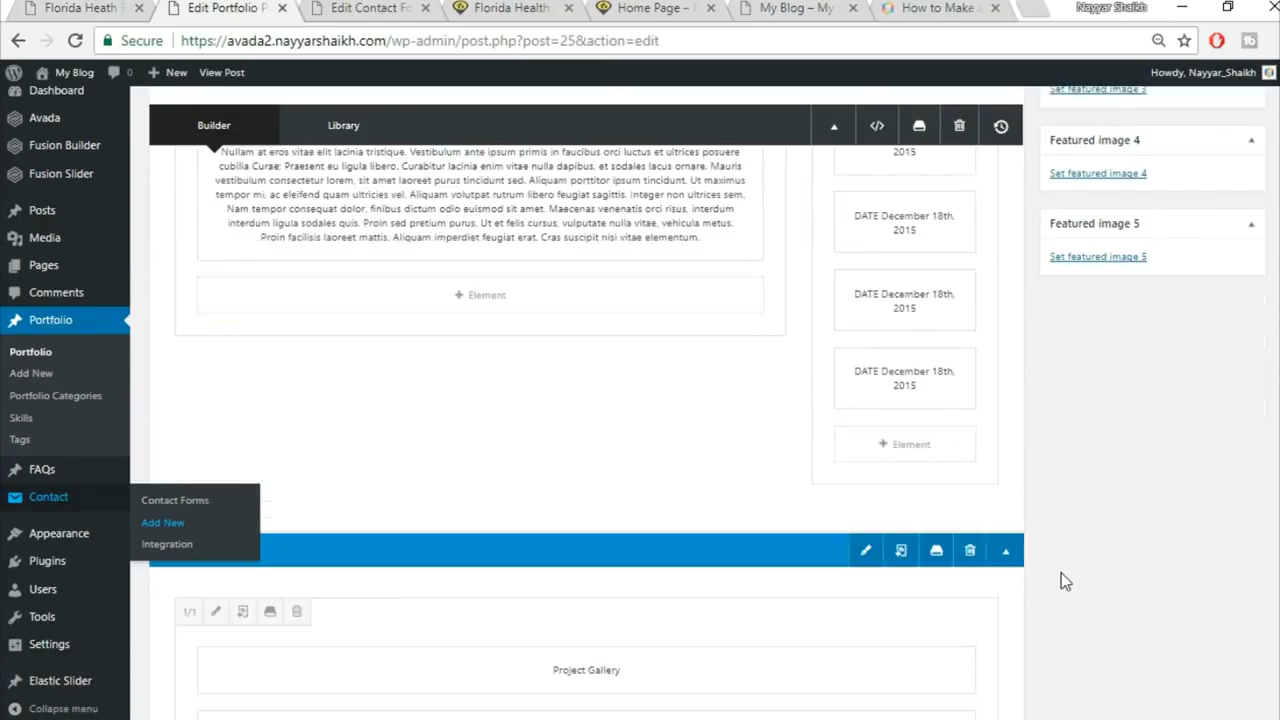 Florida Heath F
Edit Portfolio P
Edit Contact Fo
Florida Health
Home Page –
My Blog – My
How to Make a
Nayyar Shaikh
Secure
https://avada2.nayyarshaikh.com/wp-admin/post.php?post=25&action=edit
My Blog
0
New
View Post
Howdy, Nayyar_Shaikh
Dashboard
Avada
Fusion Builder
Fusion Slider
Posts
Media
Pages
Comments
Portfolio
Portfolio
Add New
Portfolio Categories
Skills
Tags
FAQs
Contact
Contact Forms
Add New
Integration
Appearance
Plugins
Users
Tools
Settings
Elastic Slider
Collapse menu
Builder
Library
Nullam at eros vitae elit lacinia tristique. Vestibulum ante ipsum primis in faucibus orci luctus et ultrices posuere
cubilia Curae; Praesent eu ligula libero. Curabitur lacinia enim vitae nulla dapibus, et sodales lacus ornare. Mauris
vestibulum consectetur lorem, sit amet laoreet purus tincidunt sed. Aliquam porttitor ipsum tincidunt. Ut maximus
tempor mi, ac eleifend quam ultricies vel. Aliquam volutpat rutrum libero feugiat sagittis. Integer non ultrices sem.
Nam tempor consequat dolor, finibus dictum odio euismod sit amet. Maecenas venenatis orci risus, interdum
interdum ligula sodales quis. Proin sed pretium purus. Ut et felis cursus, vulputate nulla vitae, vehicula metus.
Proin facilisis laoreet mattis. Aliquam imperdiet feugiat erat. Cras suscipit nisi vitae elementum.
Element
2015
DATE December 18th,
2015
DATE December 18th,
2015
DATE December 18th,
2015
Element
1/1
Project Gallery
Set featured image 3
Featured image 4
Set featured image 4
Featured image 5
Set featured image 5